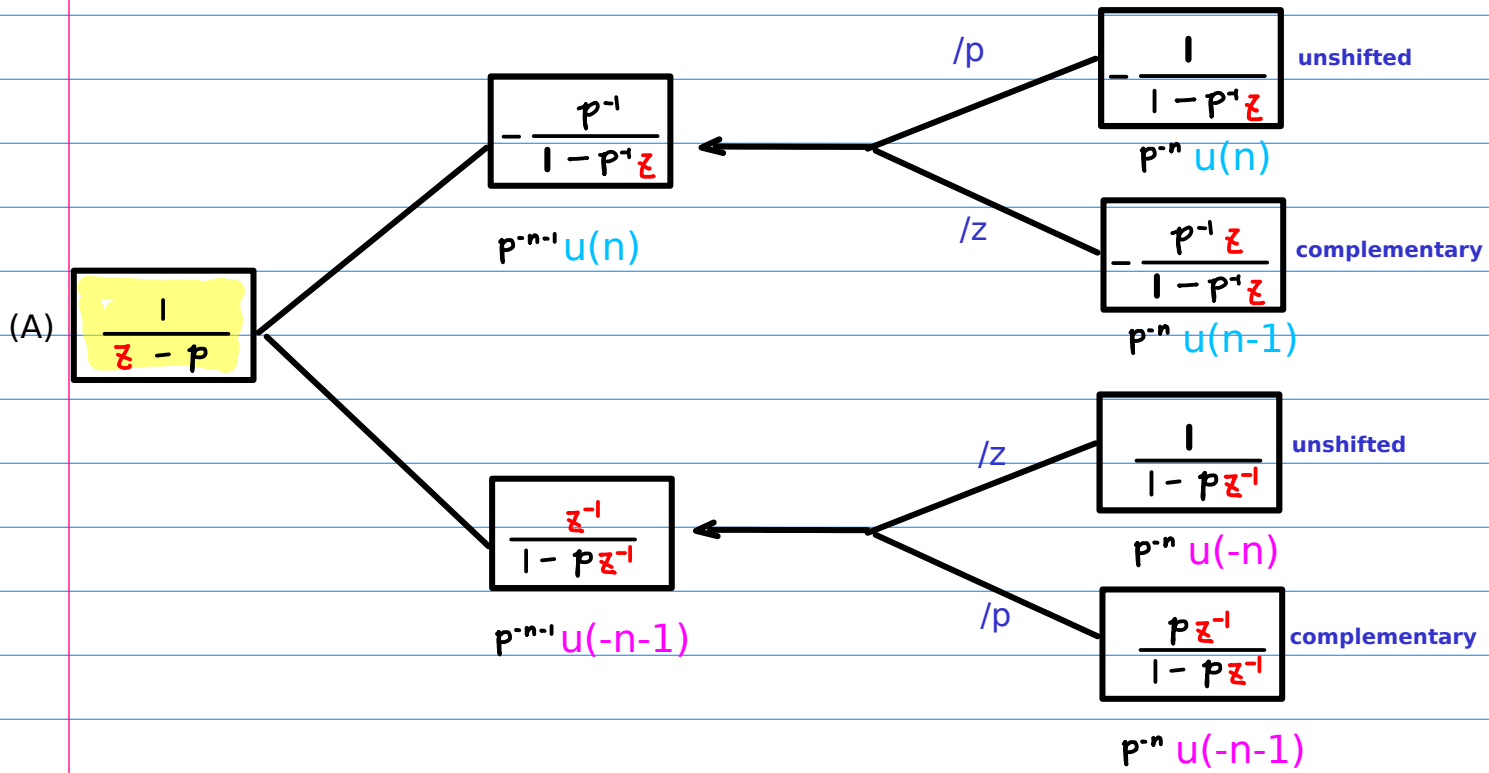 (A)
1
z - p
- p⁻¹
1 - p⁻¹z
p⁻ⁿ⁻¹ u(n)
z⁻¹
1 - pz⁻¹
p⁻ⁿ⁻¹ u(-n-1)
/p
- 1
1 - p⁻¹z
unshifted
p⁻ⁿ u(n)
/z
- p⁻¹z
1 - p⁻¹z
complementary
p⁻ⁿ u(n-1)
/z
1
1 - pz⁻¹
unshifted
p⁻ⁿ u(-n)
/p
pz⁻¹
1 - pz⁻¹
complementary
p⁻ⁿ u(-n-1)